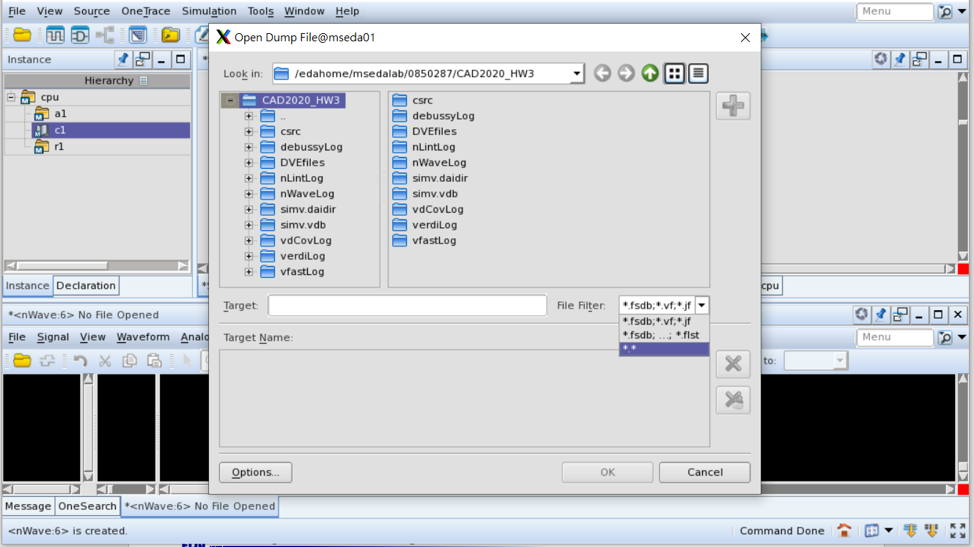 File View Source OneTrace Simulation Tools Window Help Menu
Open Dump File@mseda01
Instance
Look in: /edahome/msedalab/0850287/CAD2020_HW3
Hierarchy
cpu
a1
c1
r1
CAD2020_HW3
..
csrc
debussyLog
DVEfiles
nLintLog
nWaveLog
simv.daidir
simv.vdb
vdCovLog
verdiLog
vfastLog
csrc
debussyLog
DVEfiles
nLintLog
nWaveLog
simv.daidir
simv.vdb
vdCovLog
verdiLog
vfastLog
Instance Declaration
cpu
Target: File Filter: *.fsdb;*.vf;*.jf
*.fsdb;*.vf;*.jf
*.fsdb; ...; *.flst
*.*
*<nWave:6> No File Opened
File Signal View Waveform Menu
Target Name:
to:
Options... OK Cancel
Message OneSearch *<nWave:6> No File Opened
<nWave:6> is created. Command Done